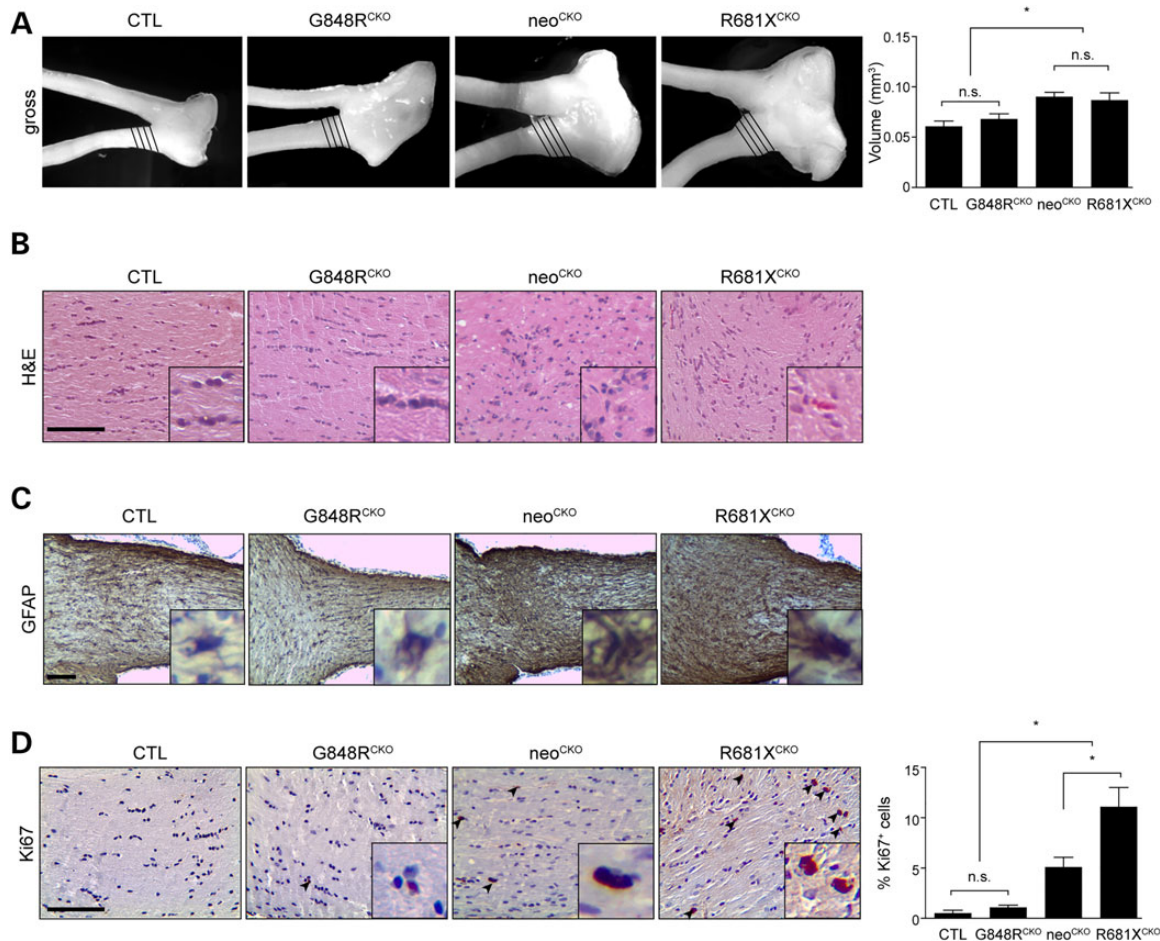 A
CTL
G848R^CKO
neo^CKO
R681X^CKO
gross
*
n.s.
n.s.
Volume (mm³)
0.15
0.10
0.05
0
CTL
G848R^CKO
neo^CKO
R681X^CKO
B
CTL
G848R^CKO
neo^CKO
R681X^CKO
H&E
C
CTL
G848R^CKO
neo^CKO
R681X^CKO
GFAP
D
CTL
G848R^CKO
neo^CKO
R681X^CKO
Ki67
*
*
n.s.
% Ki67⁺ cells
15
10
5
0
CTL
G848R^CKO
neo^CKO
R681X^CKO